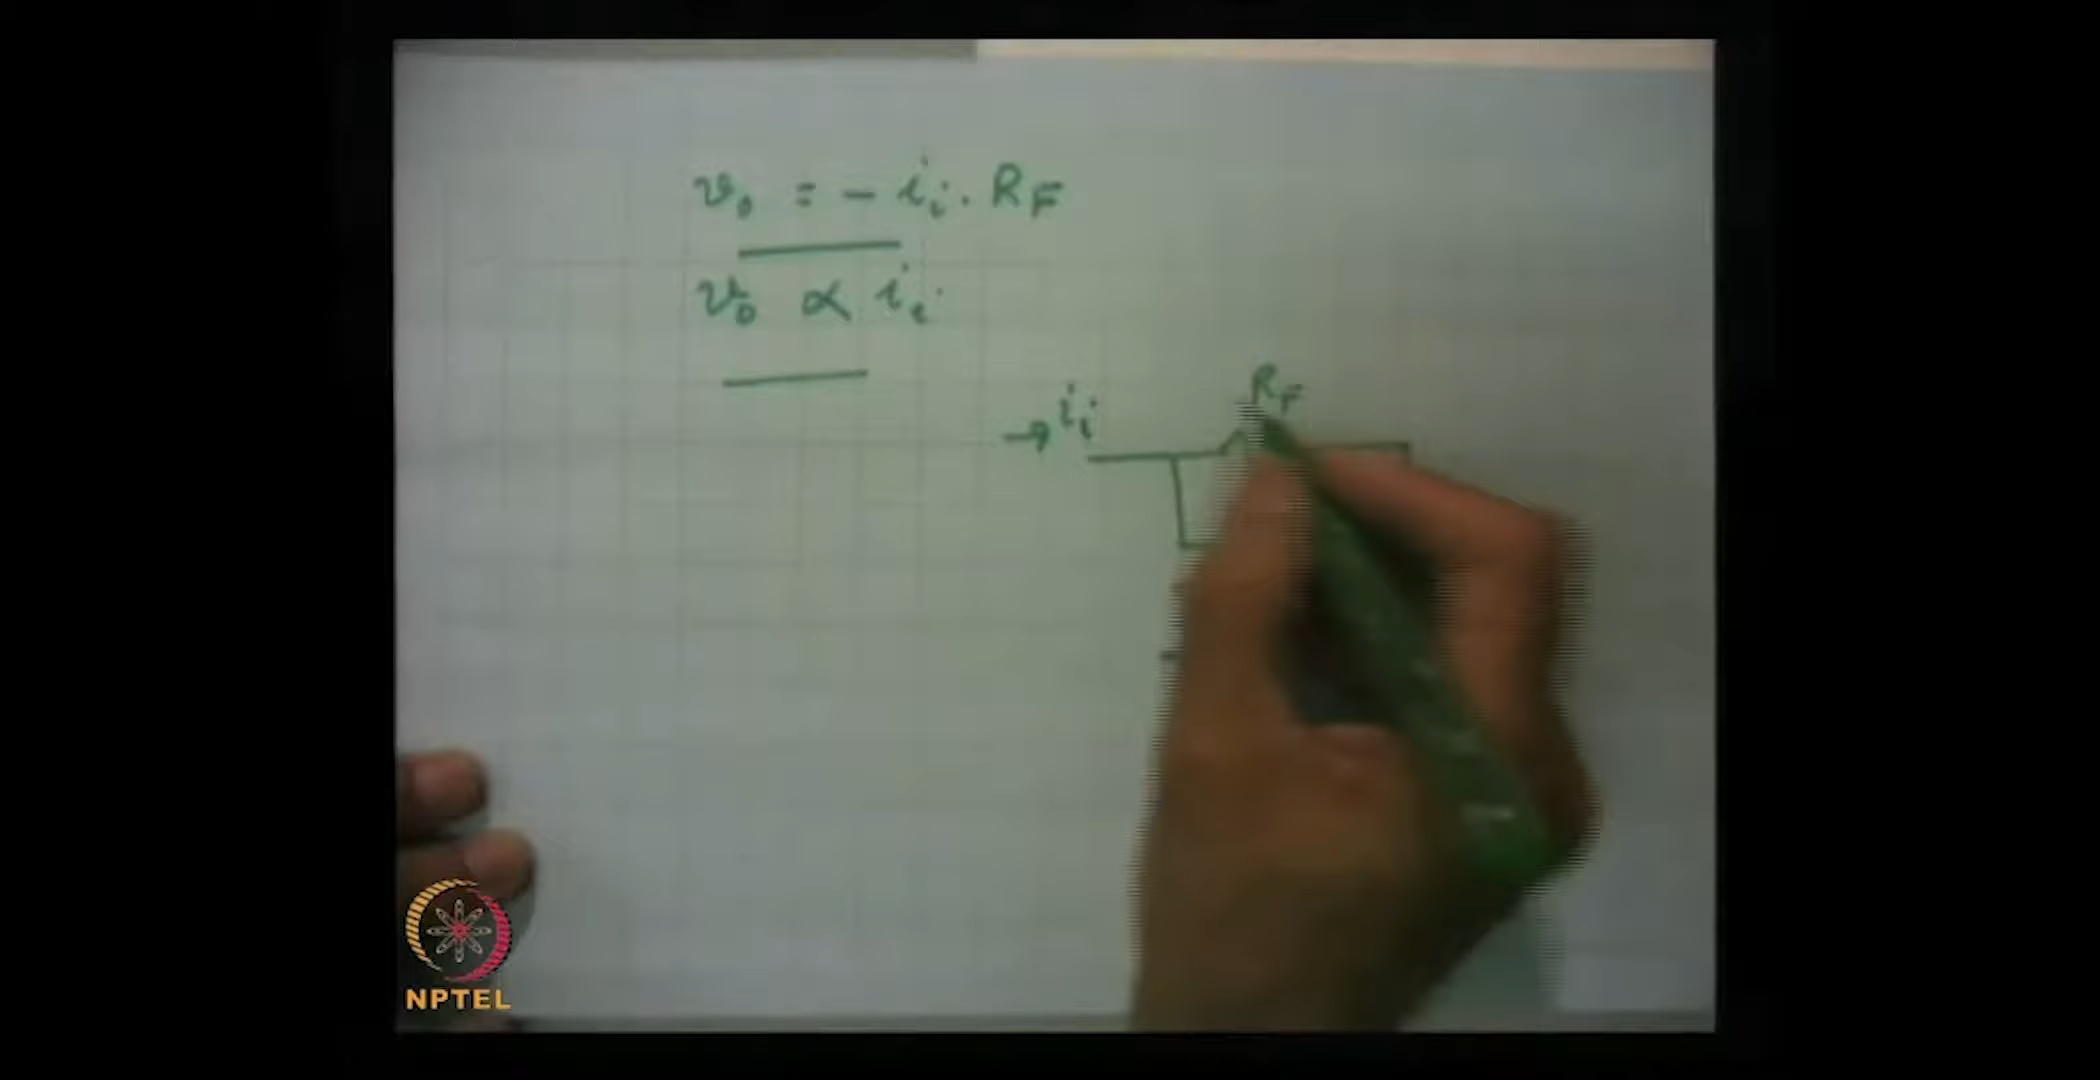 v₀ = - iᵢ . R_F
v₀ ∝ iᵢ
R_F
→ iᵢ
NPTEL